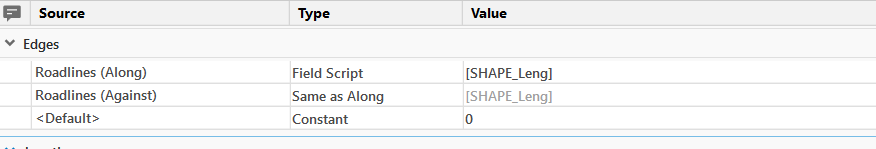 Source Type Value
Edges
Roadlines (Along) Field Script [SHAPE_Leng]
Roadlines (Against) Same as Along [SHAPE_Leng]
<Default> Constant 0